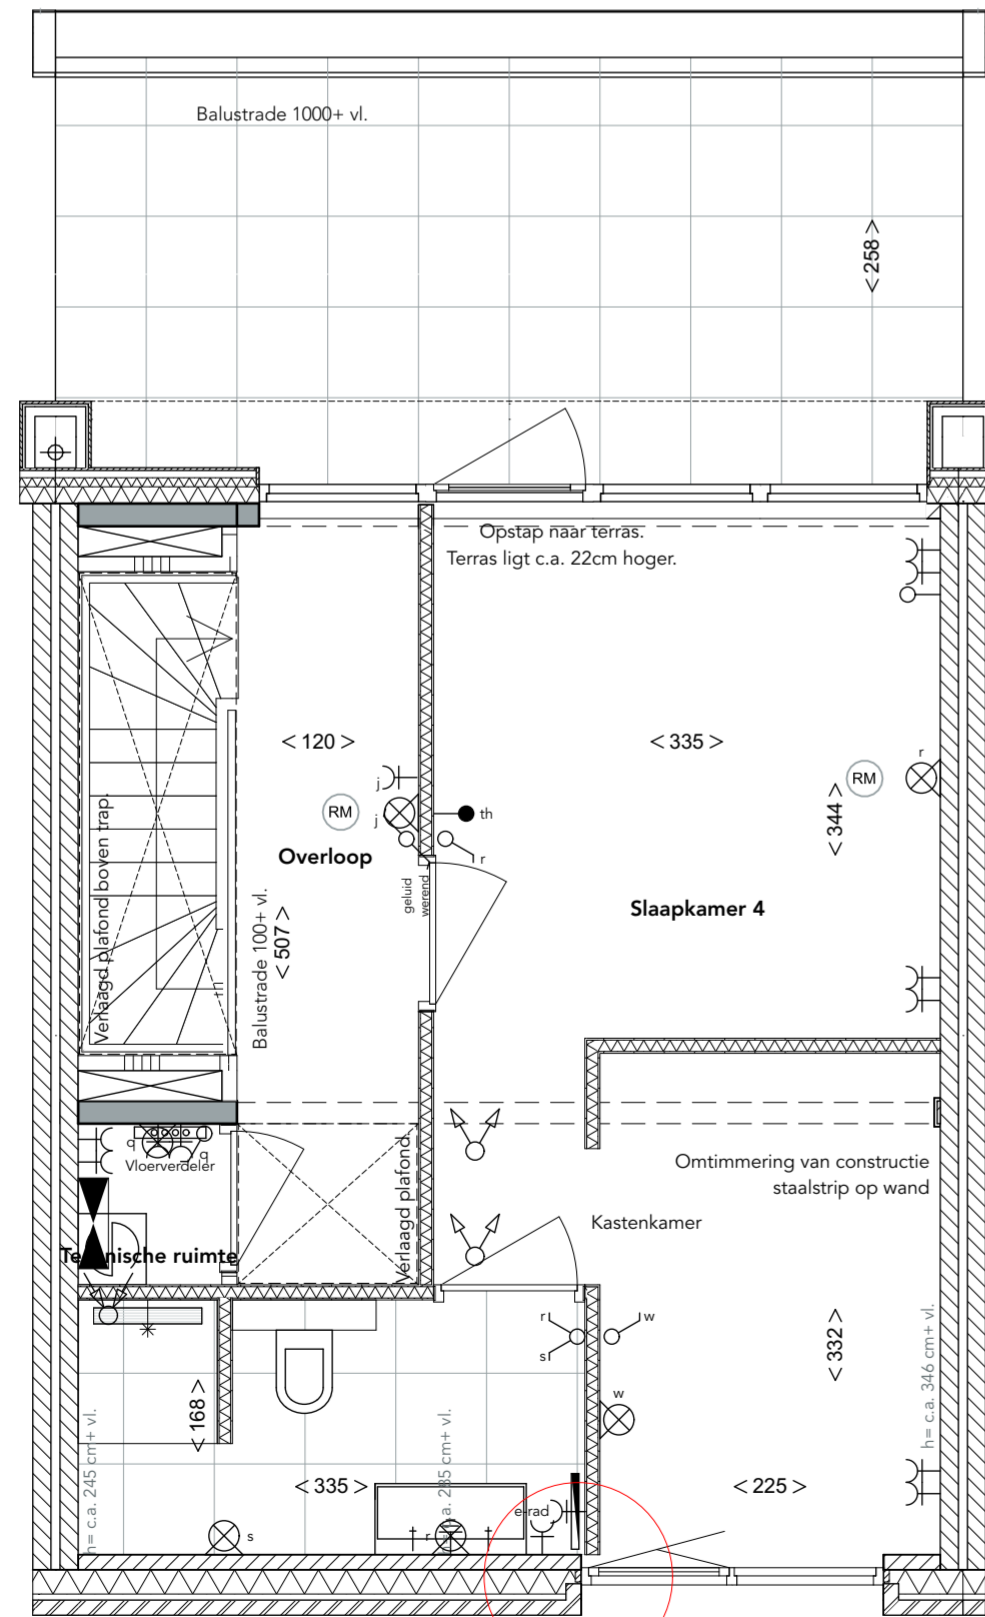 Balustrade 1000+ vl.
< 258 >
Opstap naar terras.
Terras ligt c.a. 22cm hoger.
< 120 >
< 335 >
r
RM
< 344 >
j
RM
j
th
r
Overloop
geluid
werend
Slaapkamer 4
Verlaagd plafond boven trap.
Balustrade 100+ vl.
< 507 >
q
q
Vloerverdeler
Verlaagd plafond
Omtimmering van constructie
staalstrip op wand
Kastenkamer
Technische ruimte
r
s
w
< 332 >
h= c.a. 346 cm+ vl.
w
< 168 >
h= c.a. 245 cm+ vl.
< 335 >
c.a. 285 cm+ vl.
< 225 >
e-rad
s
r